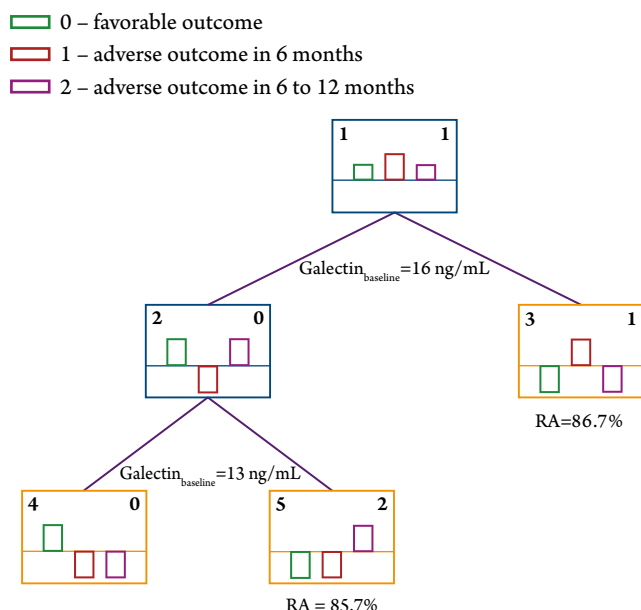 0 – favorable outcome
1 – adverse outcome in 6 months
2 – adverse outcome in 6 to 12 months
1 1
Galectinbaseline=16 ng/mL
2 0
3 1
RA=86.7%
Galectinbaseline=13 ng/mL
4 0
5 2
RA = 85.7%